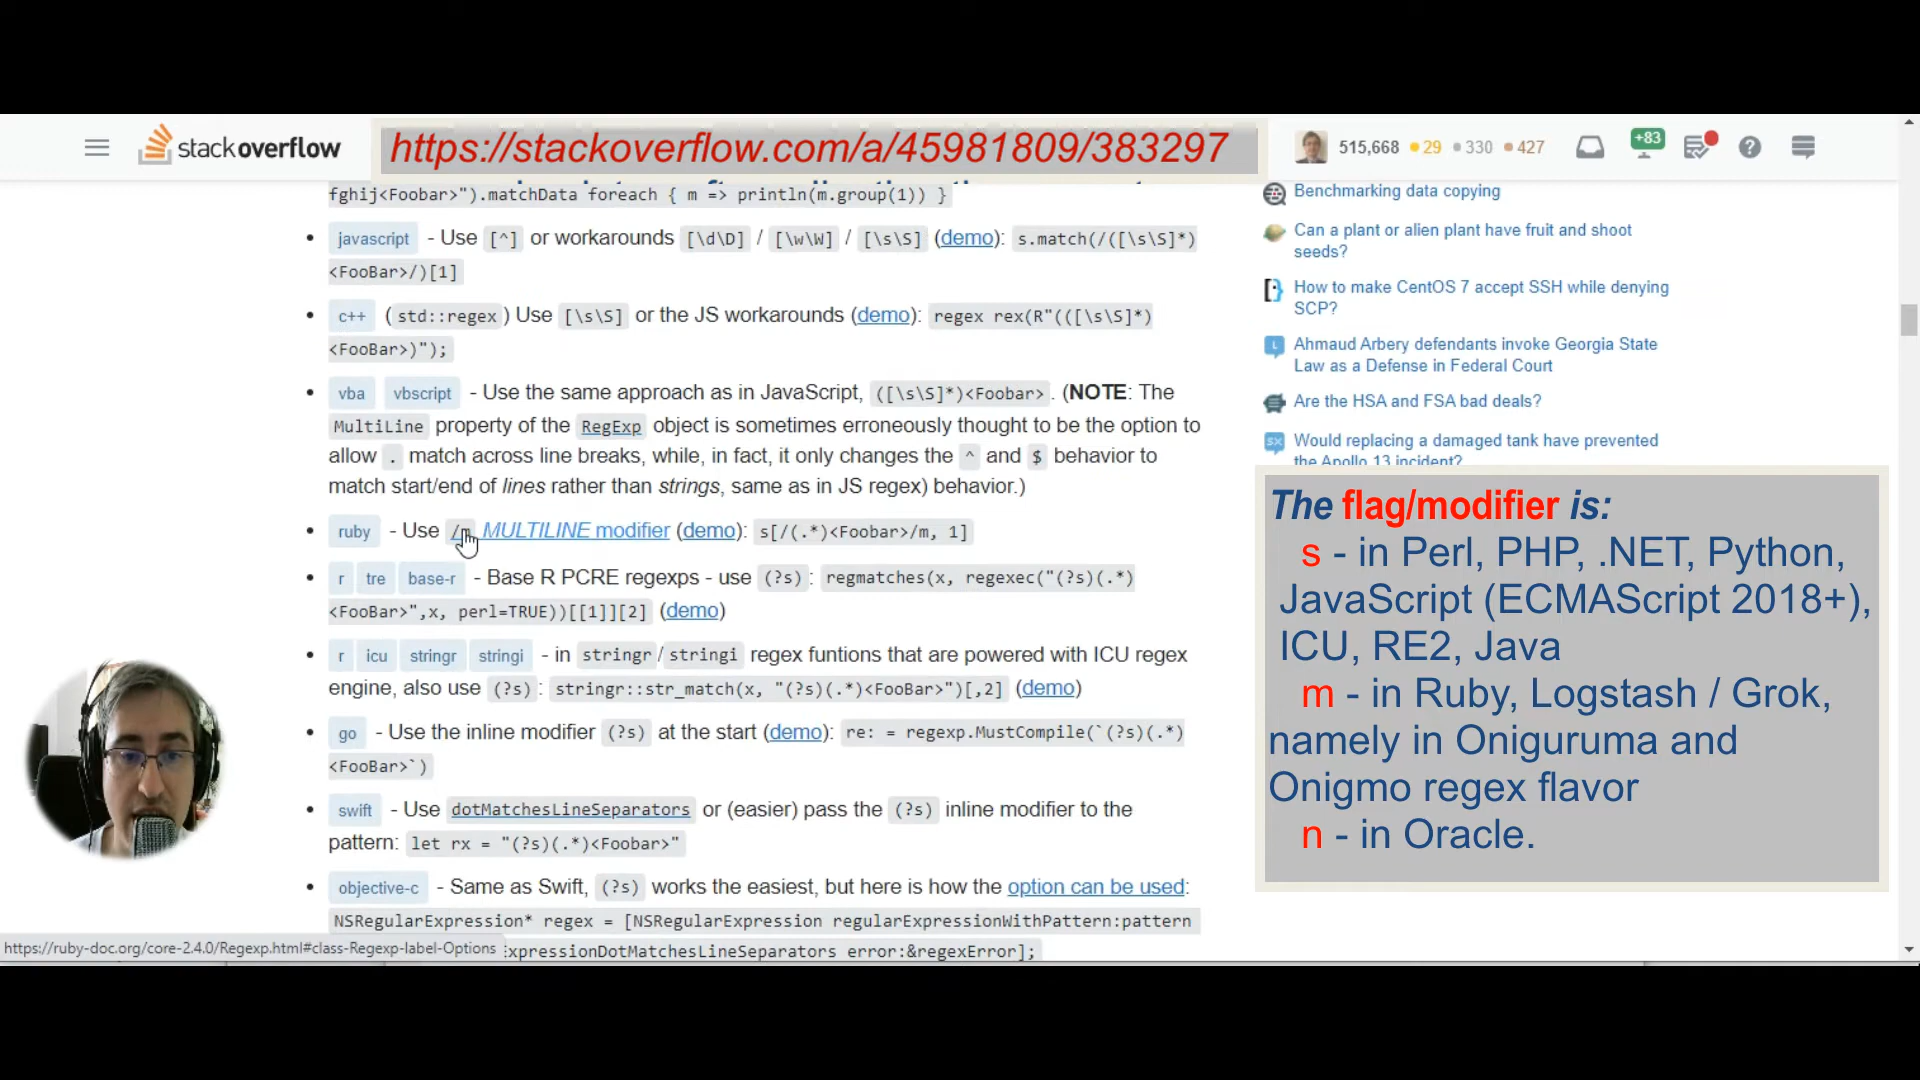 stackoverflow
https://stackoverflow.com/a/45981809/383297
515,668 29 330 427
+83
fghij<Foobar>").matchData foreach { m => println(m.group(1)) }
javascript - Use [^] or workarounds [\d\D] / [\w\W] / [\s\S] (demo): s.match(/([\s\S]*)
<FooBar>/)[1]
c++ (std::regex) Use [\s\S] or the JS workarounds (demo): regex rex(R"(([\s\S]*)
<FooBar>)");
vba vbscript - Use the same approach as in JavaScript, ([\s\S]*)<Foobar>. (NOTE: The
MultiLine property of the RegExp object is sometimes erroneously thought to be the option to
allow . match across line breaks, while, in fact, it only changes the ^ and $ behavior to
match start/end of lines rather than strings, same as in JS regex) behavior.)
ruby - Use /m MULTILINE modifier (demo): s[/(.*)<Foobar>/m, 1]
r tre base-r - Base R PCRE regexps - use (?s): regmatches(x, regexec("(?s)(.*)
<FooBar>",x, perl=TRUE))[[1]][2] (demo)
r icu stringr stringi - in stringr/stringi regex funtions that are powered with ICU regex
engine, also use (?s): stringr::str_match(x, "(?s)(.*)<FooBar>")[,2] (demo)
go - Use the inline modifier (?s) at the start (demo): re: = regexp.MustCompile(`(?s)(.*)
<FooBar>`)
swift - Use dotMatchesLineSeparators or (easier) pass the (?s) inline modifier to the
pattern: let rx = "(?s)(.*)<Foobar>"
objective-c - Same as Swift, (?s) works the easiest, but here is how the option can be used:
NSRegularExpression* regex = [NSRegularExpression regularExpressionWithPattern:pattern
xpressionDotMatchesLineSeparators error:&regexError];
https://ruby-doc.org/core-2.4.0/Regexp.html#class-Regexp-label-Options
Benchmarking data copying
Can a plant or alien plant have fruit and shoot
seeds?
How to make CentOS 7 accept SSH while denying
SCP?
Ahmaud Arbery defendants invoke Georgia State
Law as a Defense in Federal Court
Are the HSA and FSA bad deals?
Would replacing a damaged tank have prevented
the Apollo 13 incident?
The flag/modifier is:
s - in Perl, PHP, .NET, Python,
JavaScript (ECMAScript 2018+),
ICU, RE2, Java
m - in Ruby, Logstash / Grok,
namely in Oniguruma and
Onigmo regex flavor
n - in Oracle.